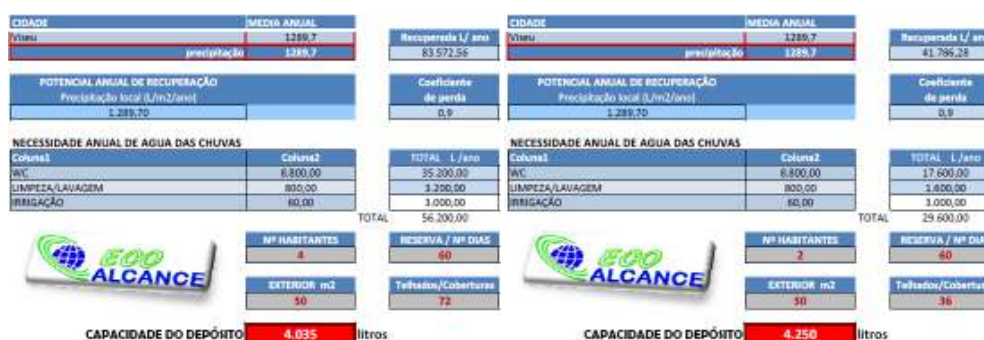 CIDADE MEDIA ANUAL
Viseu 1289,7
precipitação 1289,7
Recuperada L/ ano
83.572,56
POTENCIAL ANUAL DE RECUPERAÇÃO
Precipitação local (L/m2/ano)
1.289,70
Coeficiente
de perda
0,9
NECESSIDADE ANUAL DE AGUA DAS CHUVAS
Coluna1 Coluna2 TOTAL L/ano
WC 8.800,00 35.200,00
LIMPEZA/LAVAGEM 800,00 3.200,00
IRRIGAÇÃO 60,00 3.000,00
TOTAL 56.200,00
ECO
ALCANCE
Nº HABITANTES RESERVA / Nº DIAS
4 60
EXTERIOR m2 Telhados/Coberturas
50 72
CAPACIDADE DO DEPÓSITO 4.035 litros
CIDADE MEDIA ANUAL
Viseu 1289,7
precipitação 1289,7
Recuperada L/ an
41.786,28
POTENCIAL ANUAL DE RECUPERAÇÃO
Precipitação local (L/m2/ano)
1.289,70
Coeficiente
de perda
0,9
NECESSIDADE ANUAL DE AGUA DAS CHUVAS
Coluna1 Coluna2 TOTAL L/ano
WC 8.800,00 17.600,00
LIMPEZA/LAVAGEM 800,00 1.600,00
IRRIGAÇÃO 60,00 3.000,00
TOTAL 29.600,00
ECO
ALCANCE
Nº HABITANTES RESERVA / Nº DIA
2 60
EXTERIOR m2 Telhados/Cobertura
50 36
CAPACIDADE DO DEPÓSITO 4.250 litros